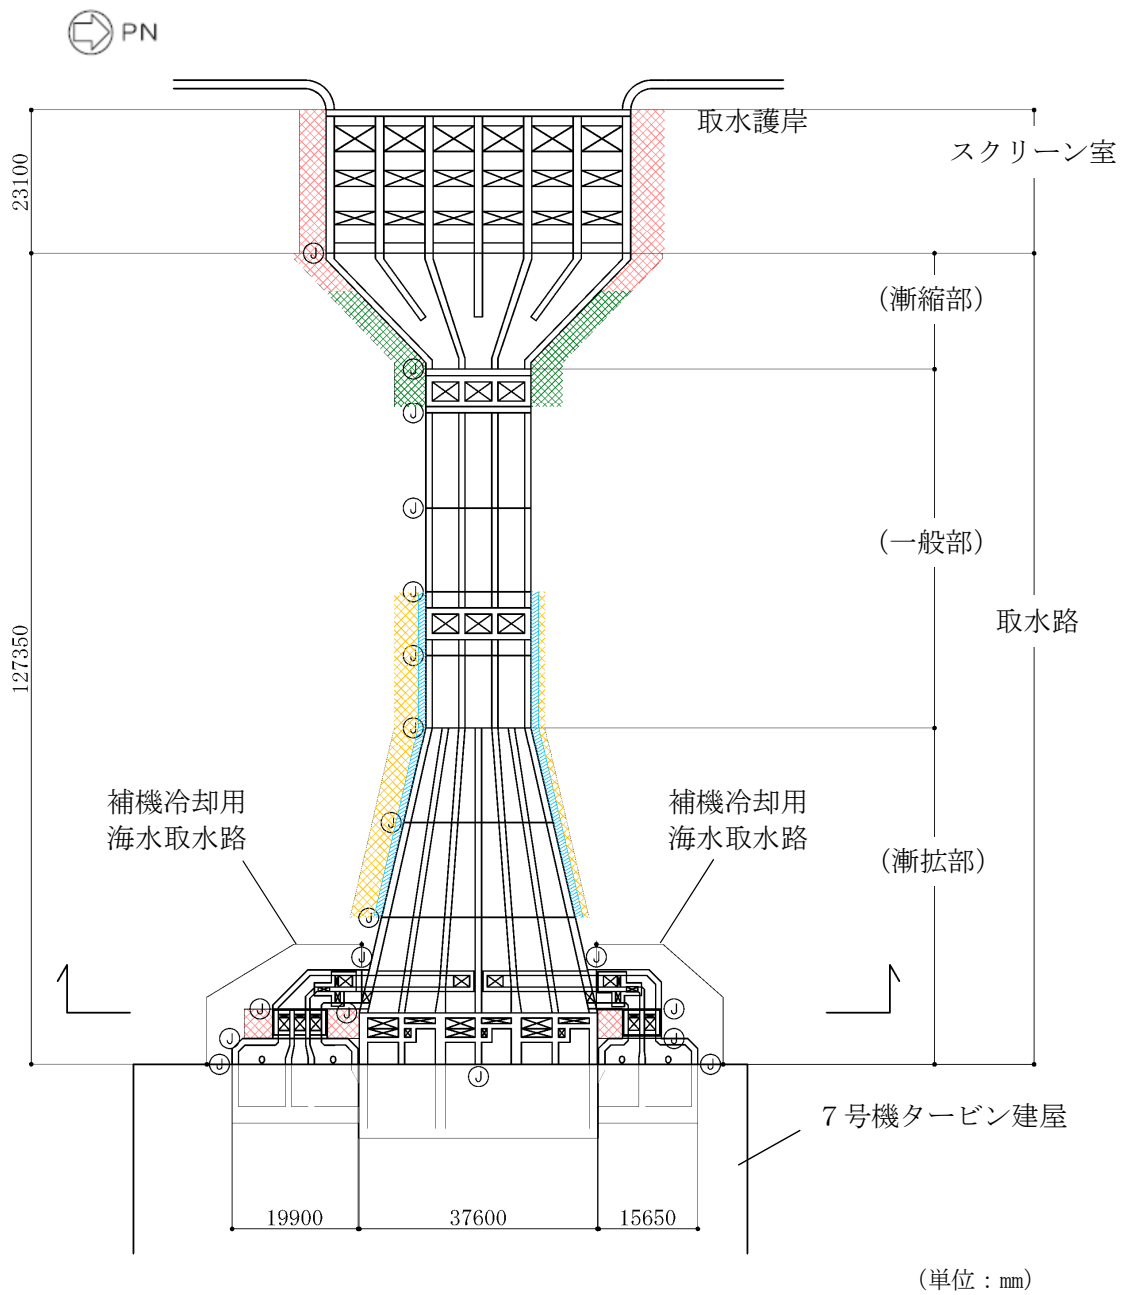 PN
取水護岸
スクリーン室
23100
J
（漸縮部）
J
J
J
（一般部）
J
取水路
127350
J
J
補機冷却用
海水取水路
補機冷却用
海水取水路
J
（漸拡部）
J
J
J
J
J
J
J
J
J
J
J
７号機タービン建屋
19900
37600
15650
（単位：㎜）